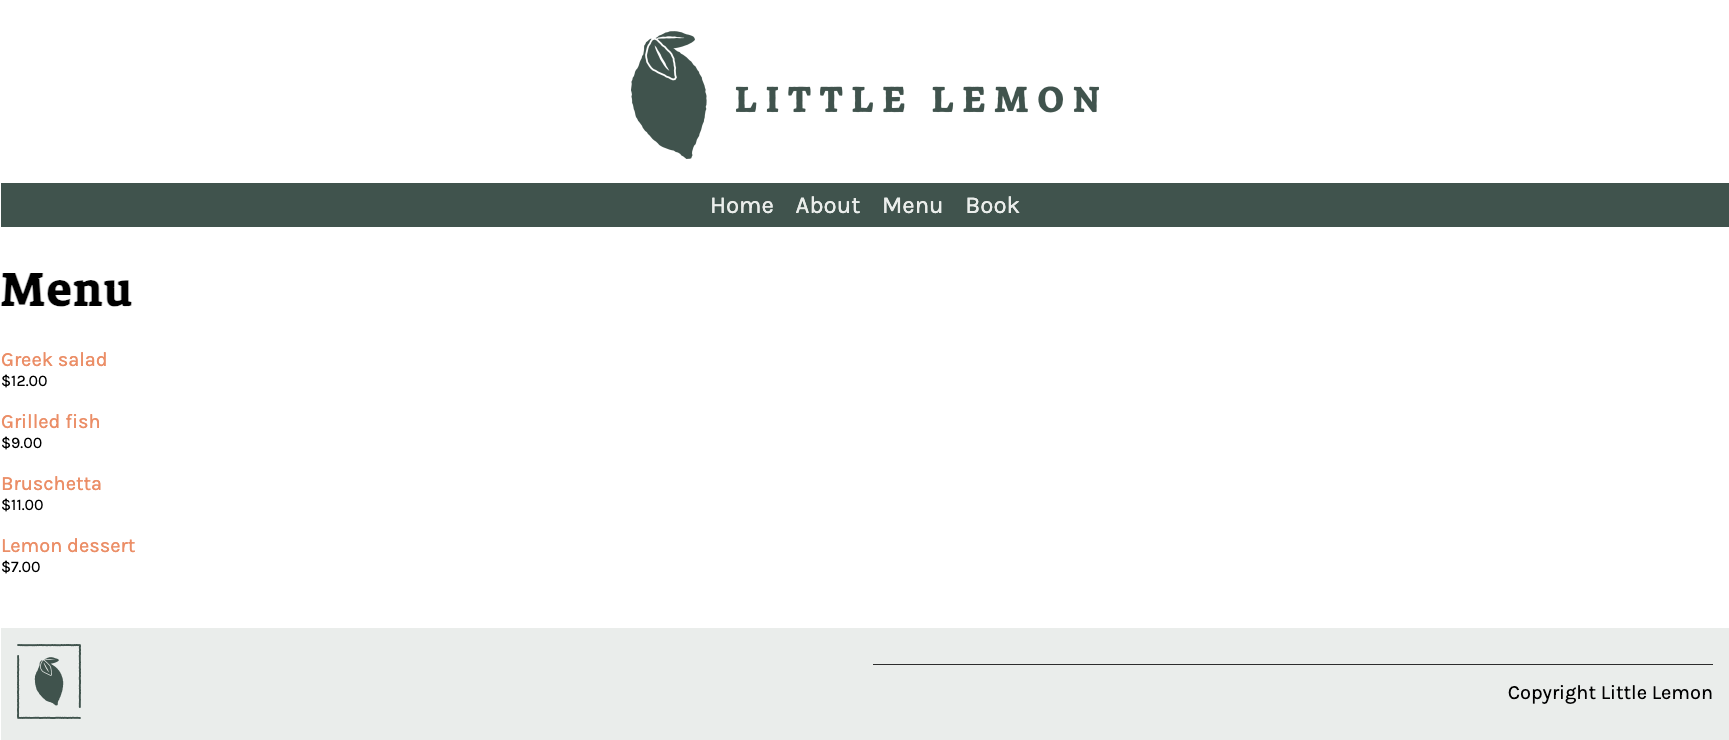 LITTLE LEMON
Home About Menu Book
Menu
Greek salad
$12.00
Grilled fish
$9.00
Bruschetta
$11.00
Lemon dessert
$7.00
Copyright Little Lemon